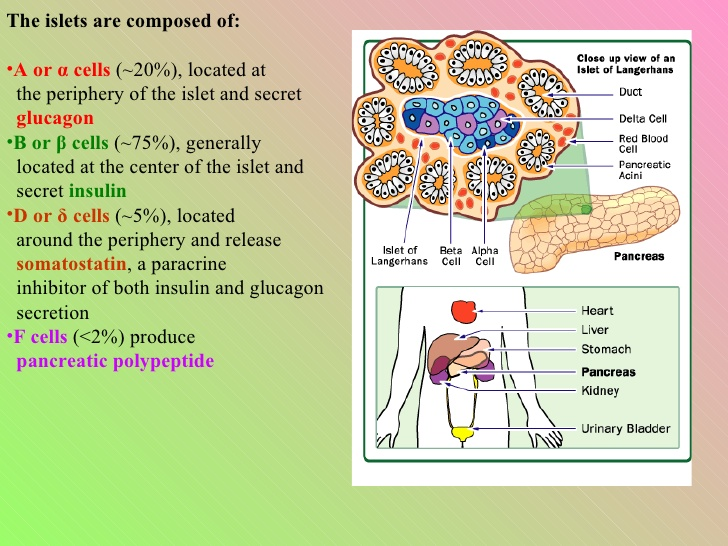 The islets are composed of:
•A or α cells (~20%), located at
the periphery of the islet and secret
glucagon
•B or β cells (~75%), generally
located at the center of the islet and
secret insulin
•D or δ cells (~5%), located
around the periphery and release
somatostatin, a paracrine
inhibitor of both insulin and glucagon
secretion
•F cells (<2%) produce
pancreatic polypeptide
Close up view of an
Islet of Langerhans
Duct
Delta Cell
Red Blood
Cell
Pancreatic
Acini
Islet of
Langerhans
Beta
Cell
Alpha
Cell
Pancreas
Heart
Liver
Stomach
Pancreas
Kidney
Urinary Bladder